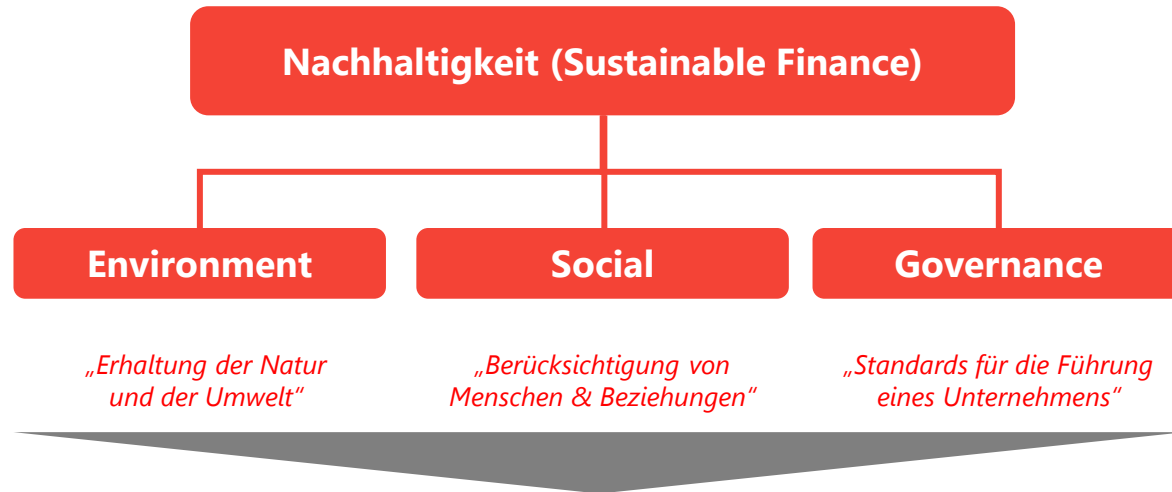 Nachhaltigkeit (Sustainable Finance)
Environment
Social
Governance
„Erhaltung der Natur
und der Umwelt“
„Berücksichtigung von
Menschen & Beziehungen“
„Standards für die Führung
eines Unternehmens“